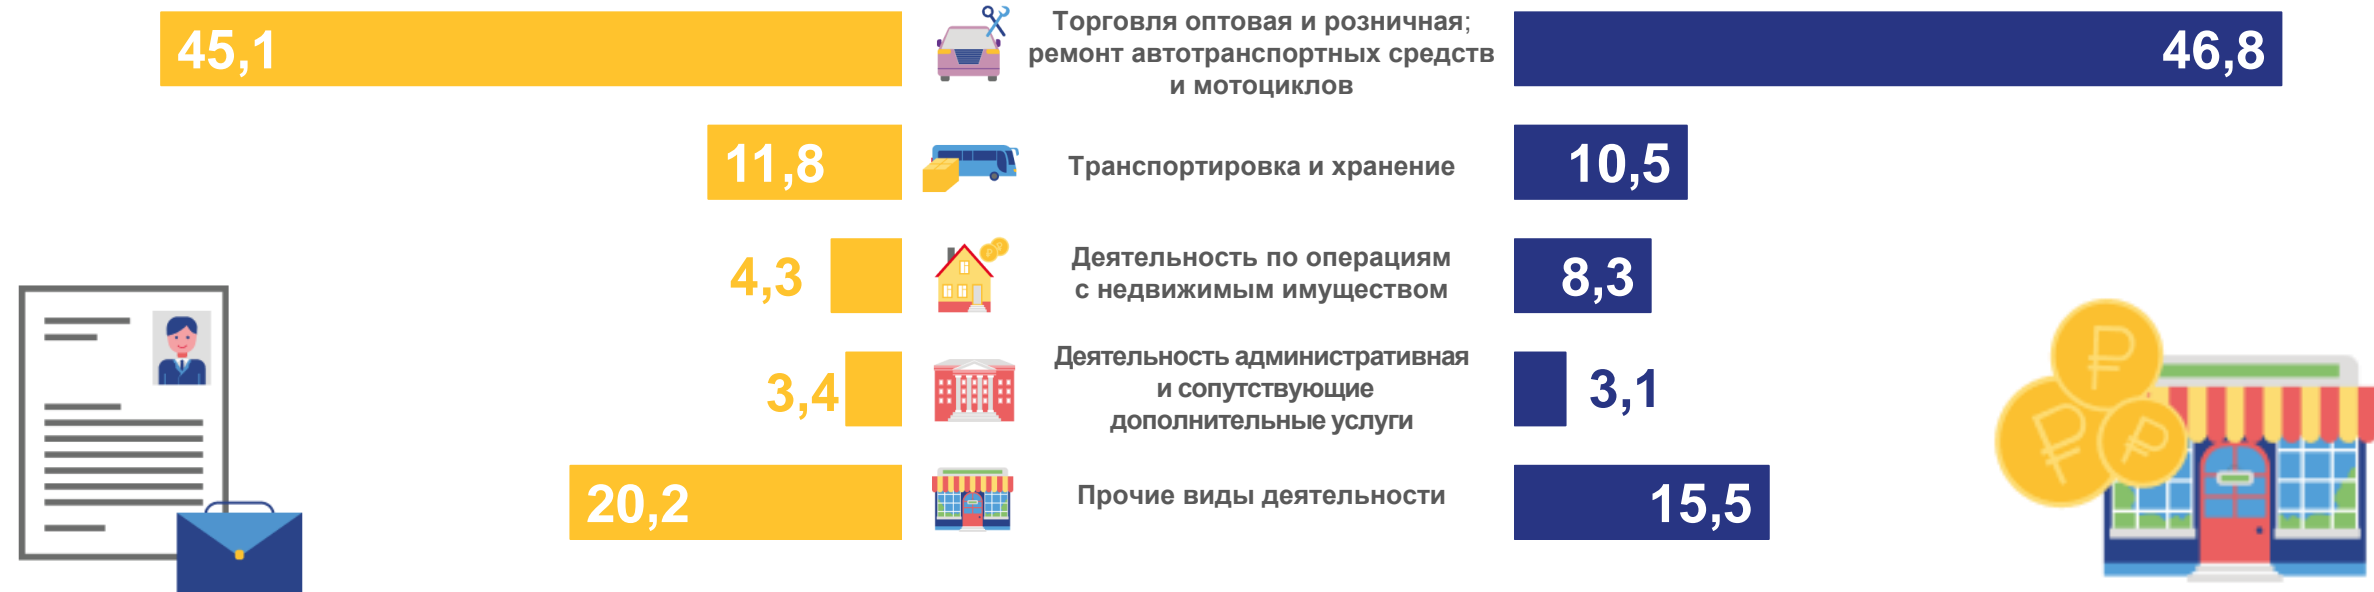 45,1
Торговля оптовая и розничная;
ремонт автотранспортных средств
и мотоциклов
46,8
11,8
Транспортировка и хранение
10,5
4,3
Деятельность по операциям
с недвижимым имуществом
8,3
3,4
Деятельность административная
и сопутствующие
дополнительные услуги
3,1
20,2
Прочие виды деятельности
15,5